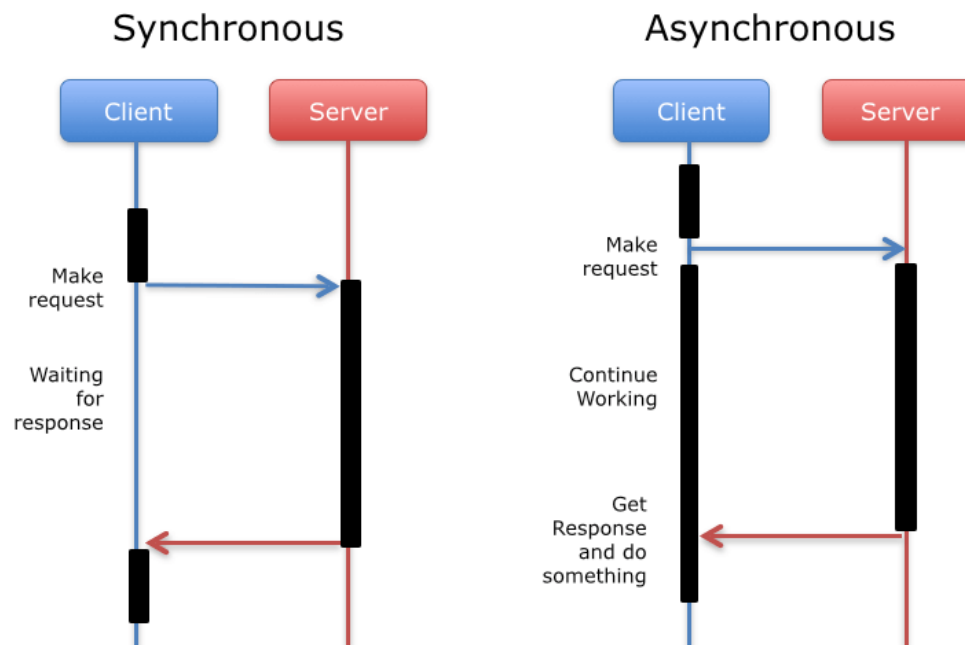 Synchronous
Client
Server
Make
request
Waiting
for
response
Asynchronous
Client
Server
Make
request
Continue
Working
Get
Response
and do
something